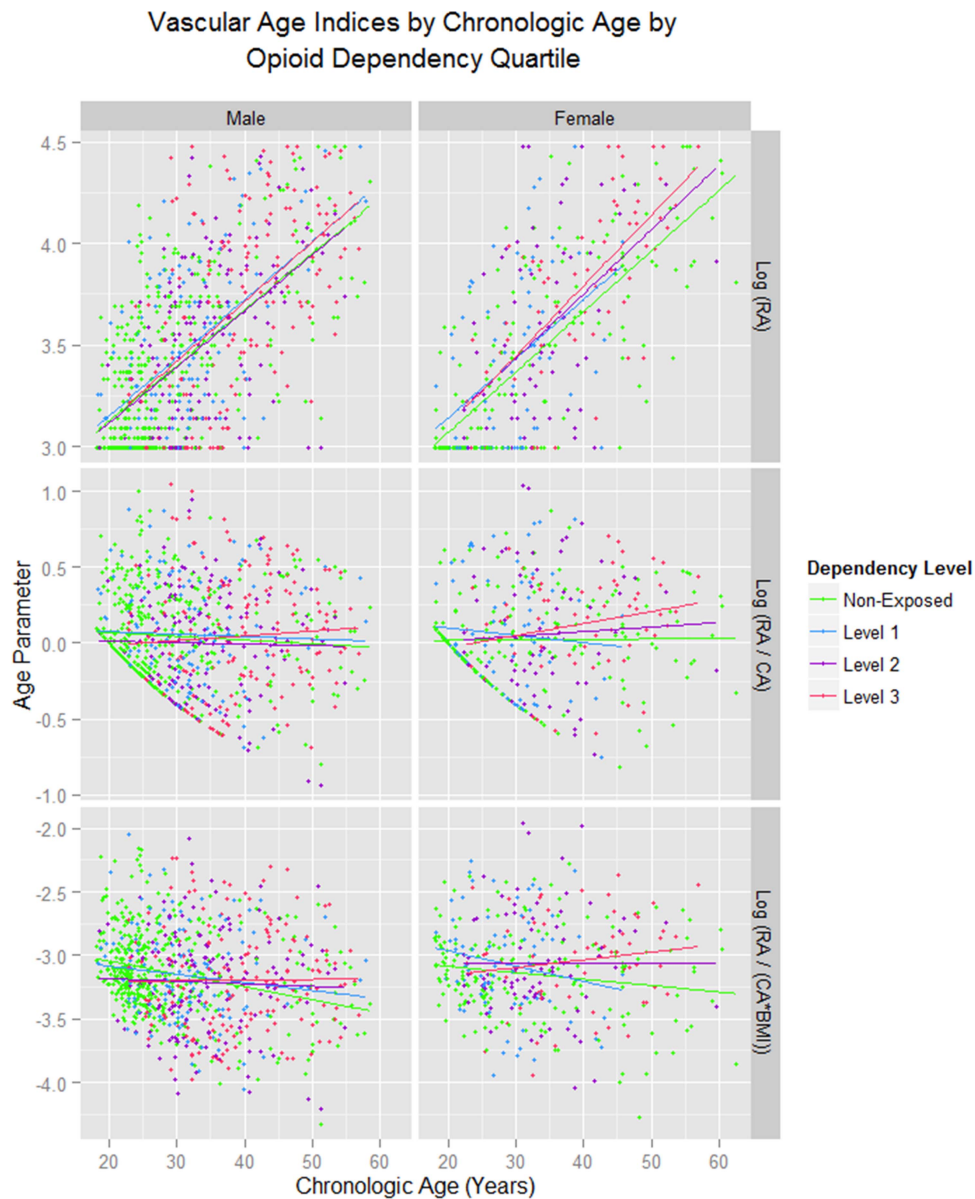 Vascular Age Indices by Chronologic Age by
Opioid Dependency Quartile
Male
Female
4.5
4.0
3.5
3.0
Log (RA)
1.0
0.5
0.0
-0.5
-1.0
Log (RA / CA)
Age Parameter
-2.0
-2.5
-3.0
-3.5
-4.0
Log (RA / (CA*BMI))
20 30 40 50 60
20 30 40 50 60
Chronologic Age (Years)
Dependency Level
Non-Exposed
Level 1
Level 2
Level 3